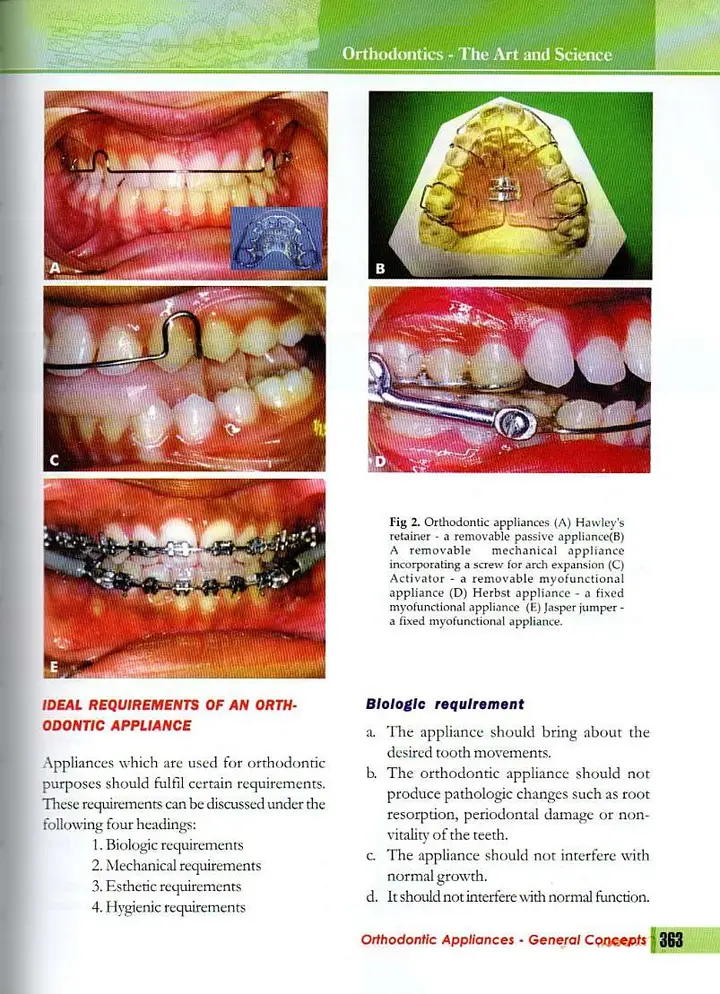 Orthodontics - The Art and Science
A
B
C
D
E
Fig 2. Orthodontic appliances (A) Hawley's
retainer - a removable passive appliance(B)
A removable mechanical appliance
incorporating a screw for arch expansion (C)
Activator - a removable myofunctional
appliance (D) Herbst appliance - a fixed
myofunctional appliance (E) Jasper jumper -
a fixed myofunctional appliance.
IDEAL REQUIREMENTS OF AN ORTH-
ODONTIC APPLIANCE
Appliances which are used for orthodontic
purposes should fulfil certain requirements.
These requirements can be discussed under the
following four headings:
1. Biologic requirements
2. Mechanical requirements
3. Esthetic requirements
4. Hygienic requirements
Biologic requirement
a. The appliance should bring about the
desired tooth movements.
b. The orthodontic appliance should not
produce pathologic changes such as root
resorption, periodontal damage or non-
vitality of the teeth.
c. The appliance should not interfere with
normal growth.
d. It should not interfere with normal function.
Orthodontic Appliances - General Concepts 363